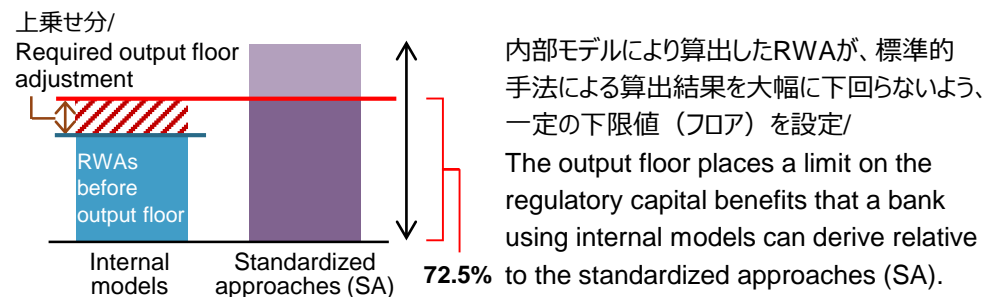 上乗せ分/
Required output floor
adjustment
RWAs
before
output floor
Internal
models
Standardized
approaches (SA)
72.5%
内部モデルにより算出したRWAが、標準的
手法による算出結果を大幅に下回らないよう、
一定の下限値（フロア）を設定/
The output floor places a limit on the
regulatory capital benefits that a bank
using internal models can derive relative
to the standardized approaches (SA).